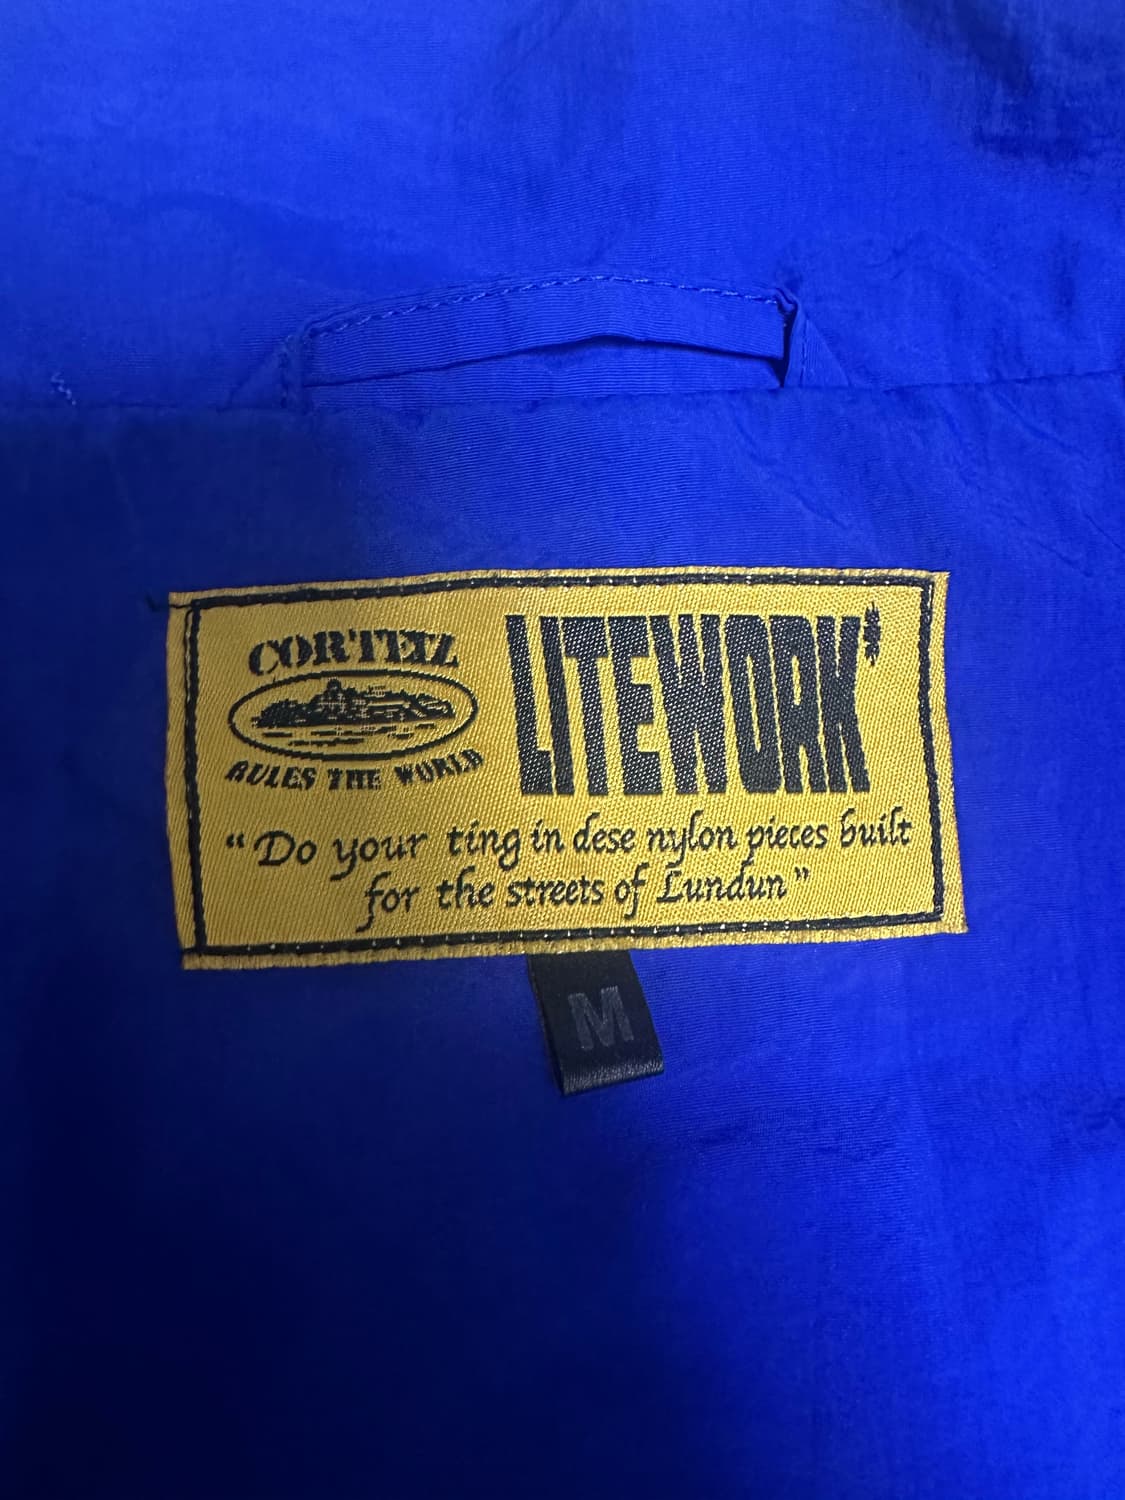 CORTEIZ
RULES THE WORLD
LITEWORK*
"Do your ting in dese nylon pieces built
for the streets of Lundun"
M